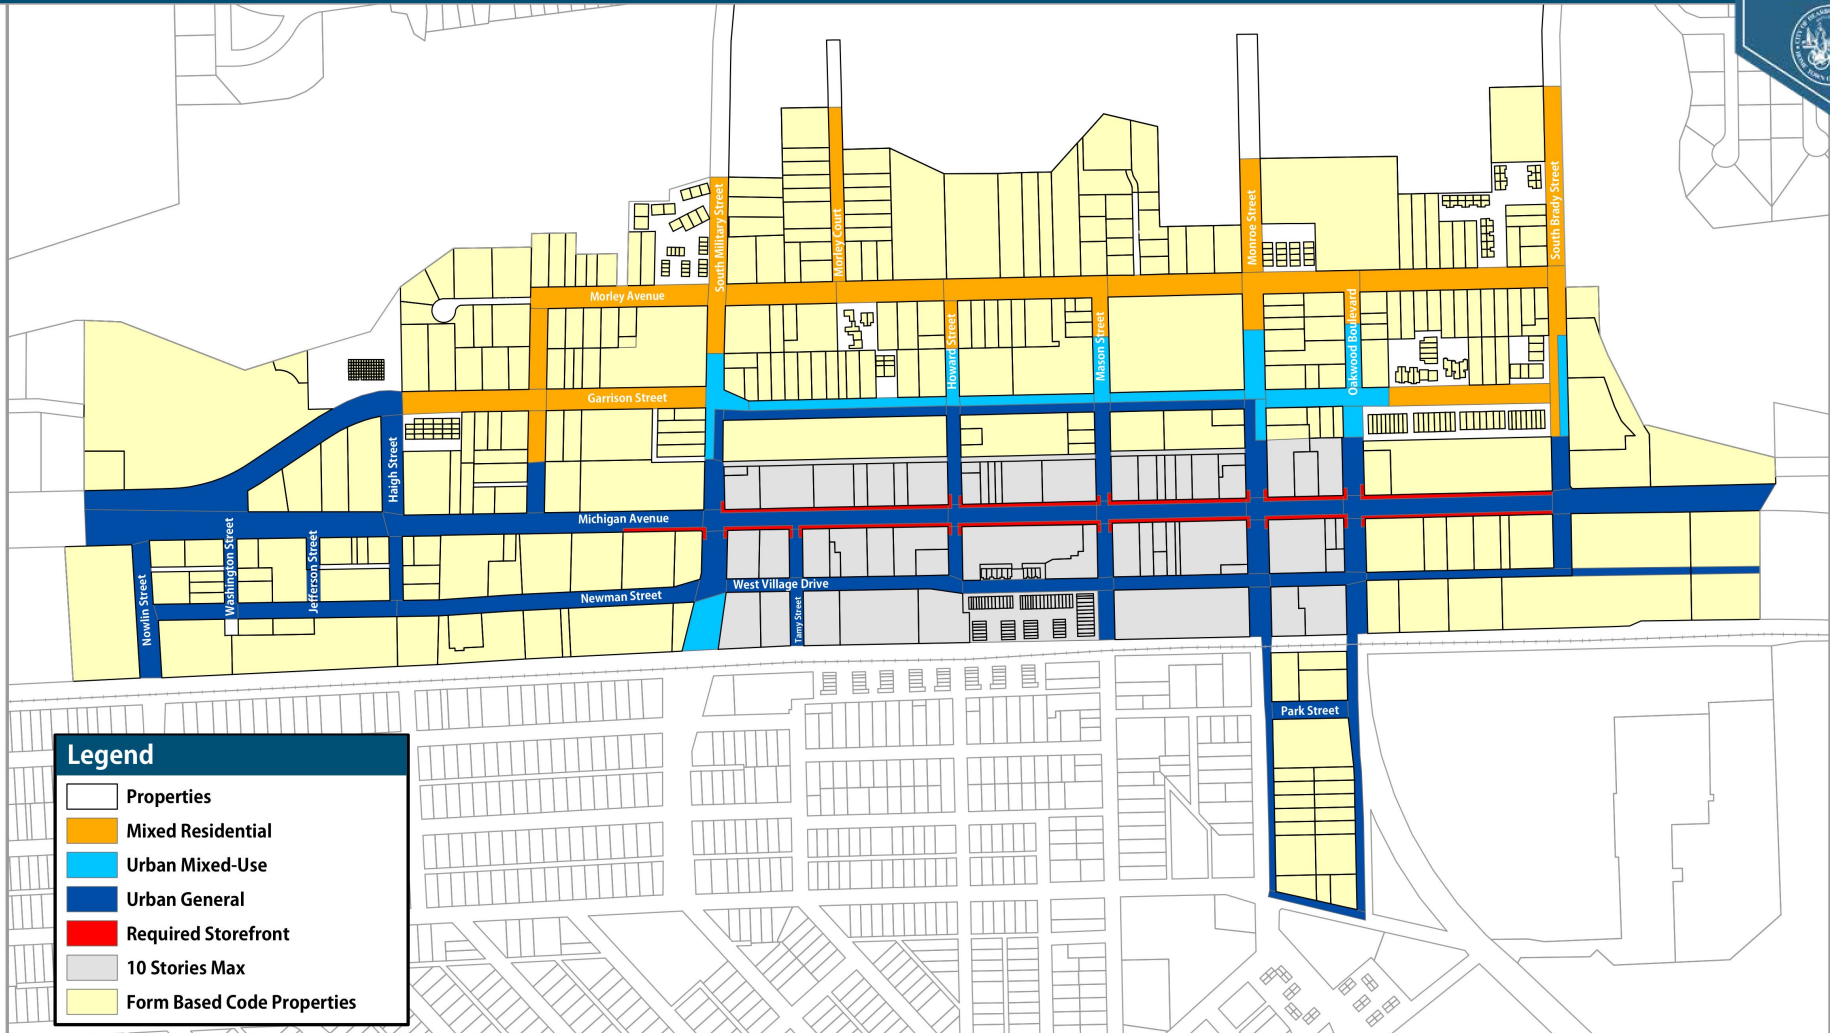 South Military Street
Morley Court
Monroe Street
South Brady Street
Morley Avenue
Howard Street
Mason Street
Oakwood Boulevard
Garrison Street
Haigh Street
Michigan Avenue
Nowlin Street
Washington Street
Jefferson Street
Newman Street
West Village Drive
Tamy Street
Park Street
Legend
Properties
Mixed Residential
Urban Mixed-Use
Urban General
Required Storefront
10 Stories Max
Form Based Code Properties